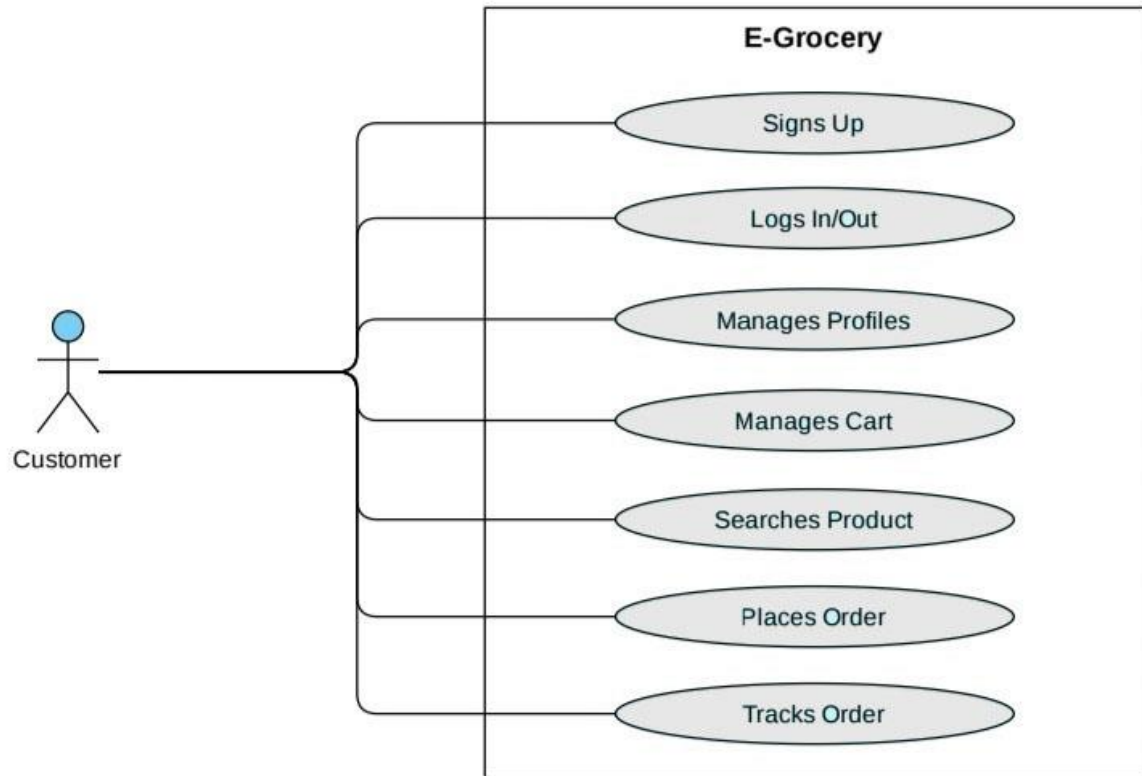 E-Grocery
Signs Up
Logs In/Out
Manages Profiles
Customer
Manages Cart
Searches Product
Places Order
Tracks Order